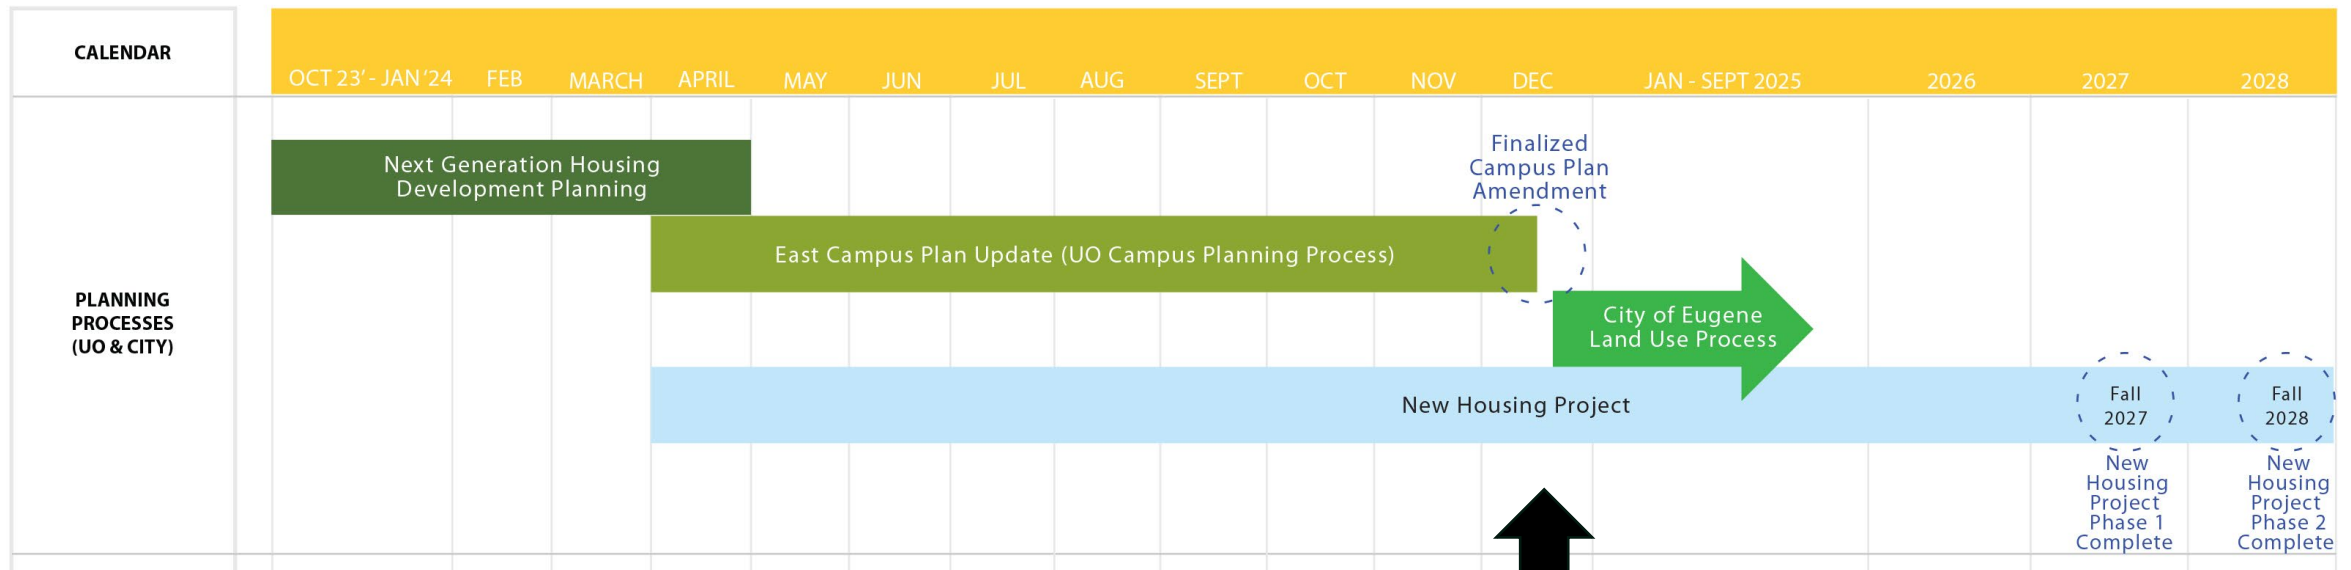 CALENDAR
OCT 23' - JAN '24 FEB MARCH APRIL MAY JUN JUL AUG SEPT OCT NOV DEC JAN - SEPT 2025 2026 2027 2028
Next Generation Housing
Development Planning
Finalized
Campus Plan
Amendment
East Campus Plan Update (UO Campus Planning Process)
PLANNING
PROCESSES
(UO & CITY)
City of Eugene
Land Use Process
New Housing Project
Fall
2027
Fall
2028
New
Housing
Project
Phase 1
Complete
New
Housing
Project
Phase 2
Complete